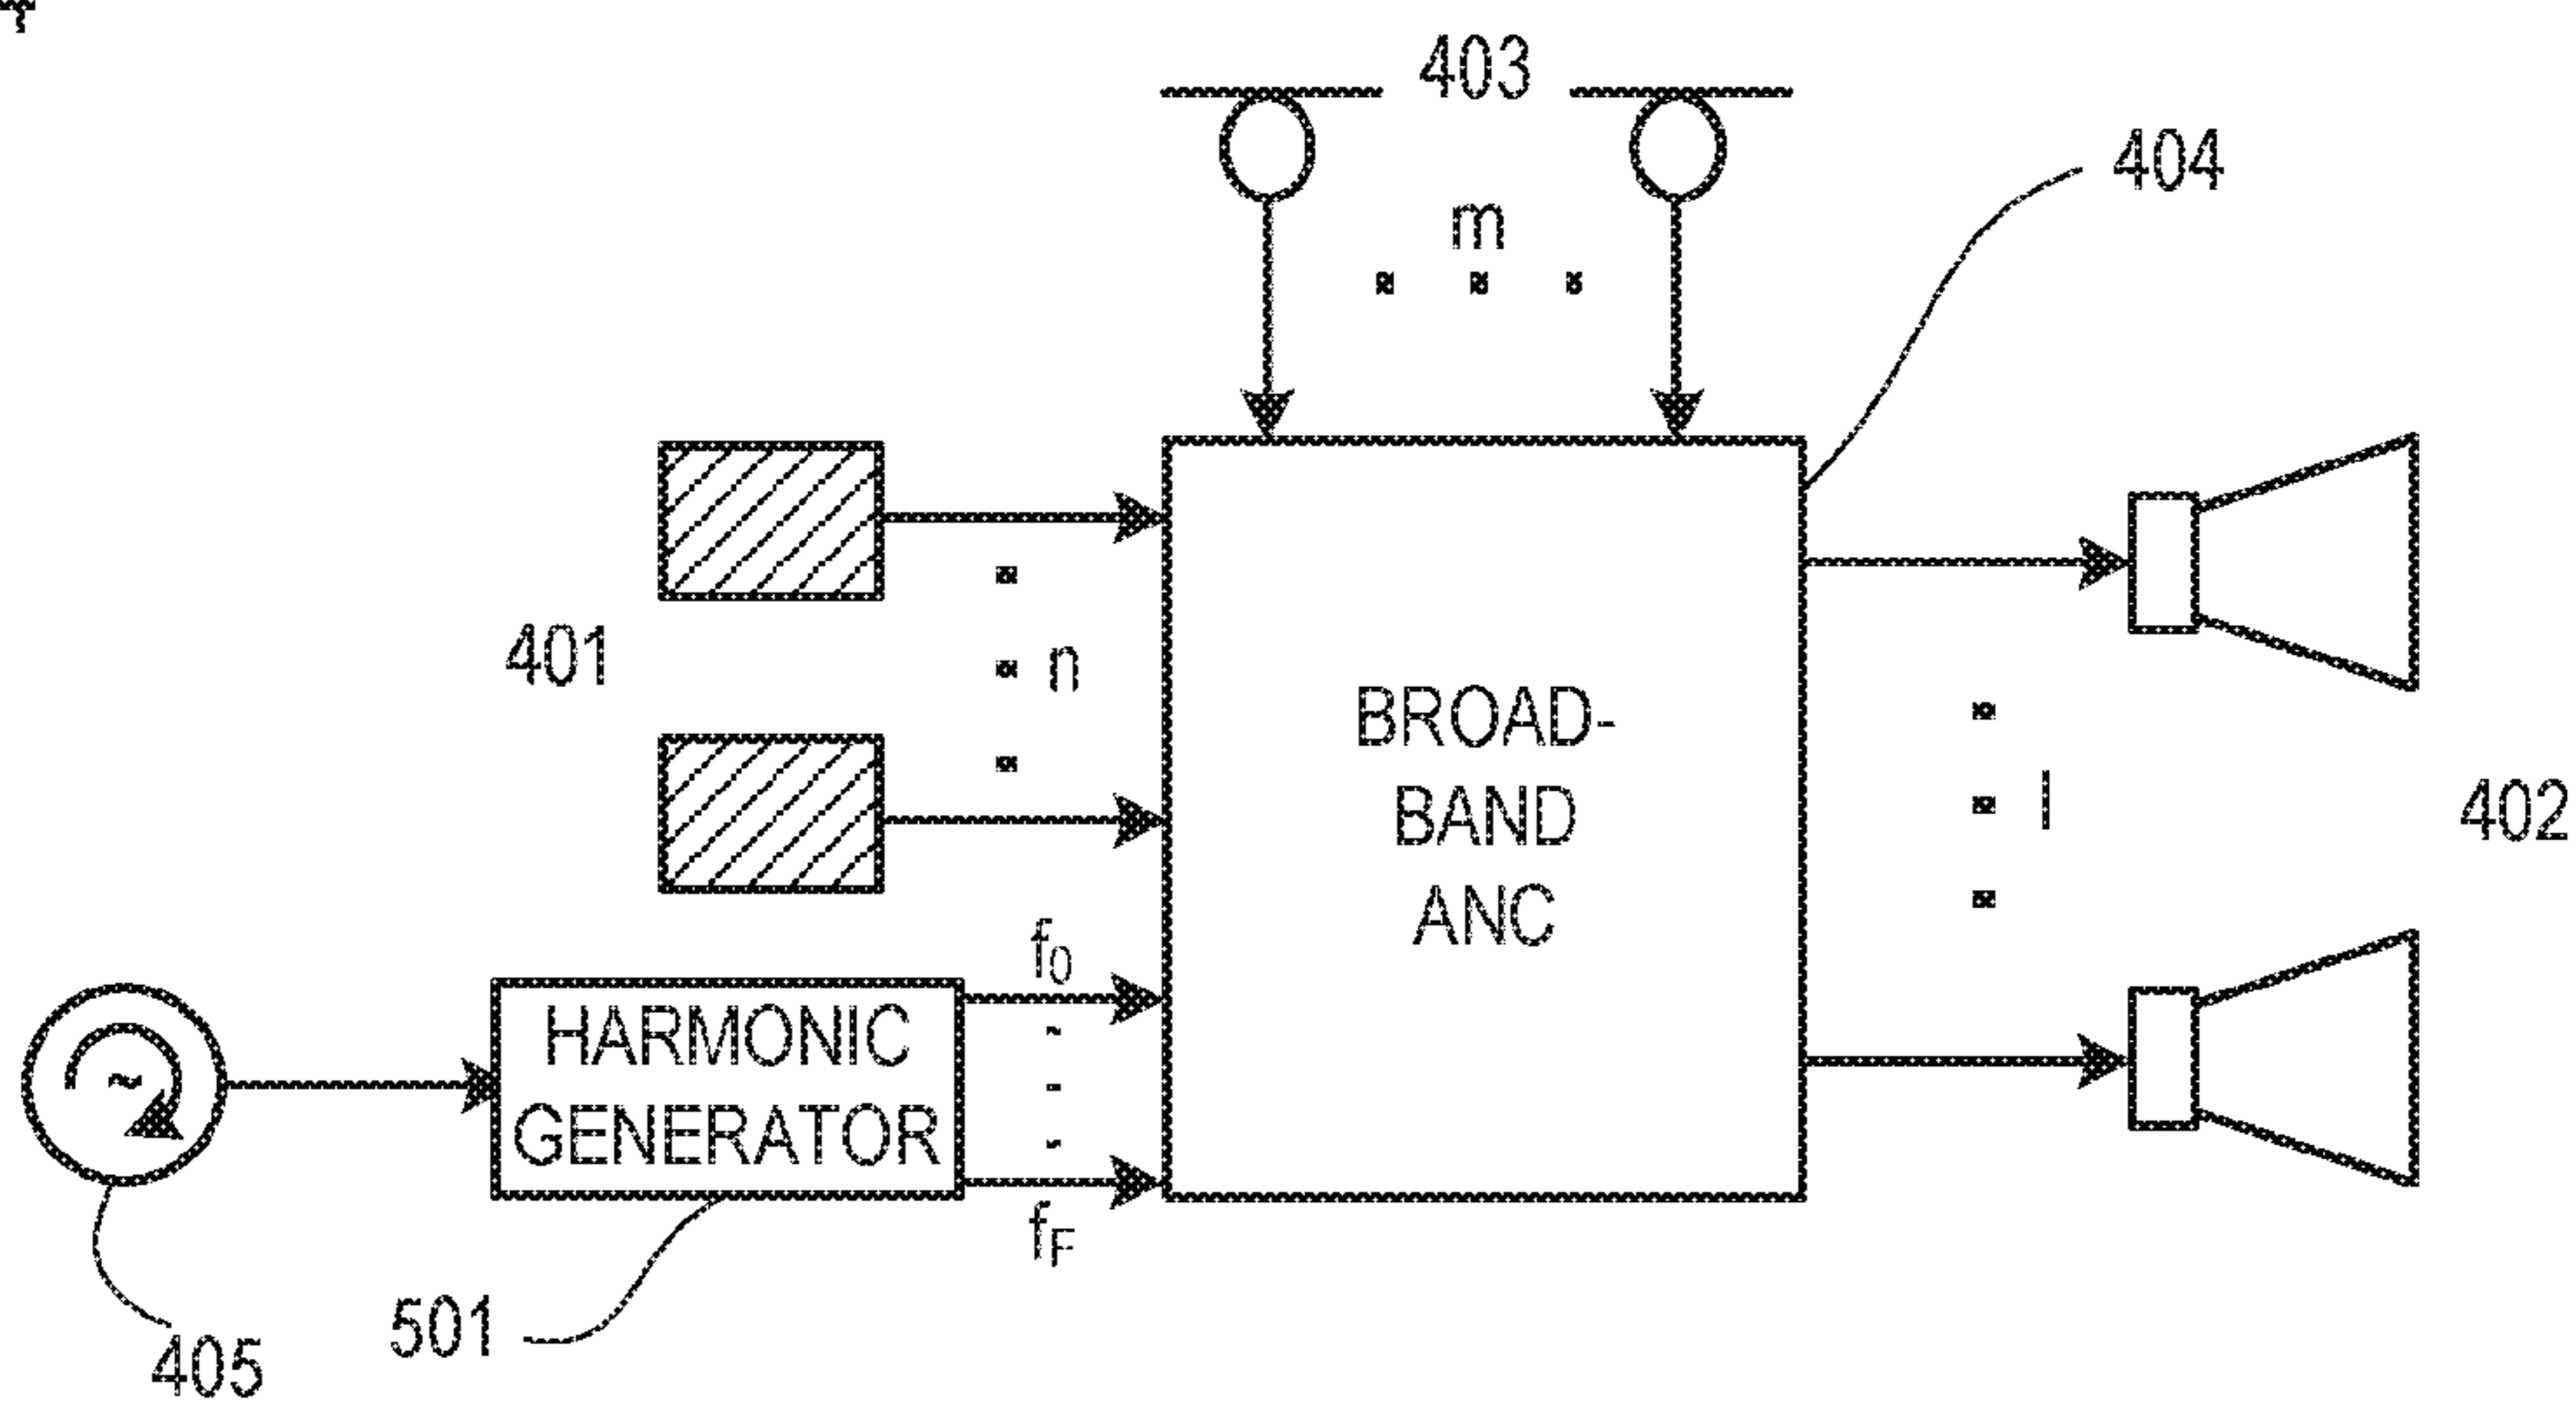 403
404
m
401
n
BROAD-
BAND
ANC
l
402
f0
HARMONIC
GENERATOR
fF
501
405